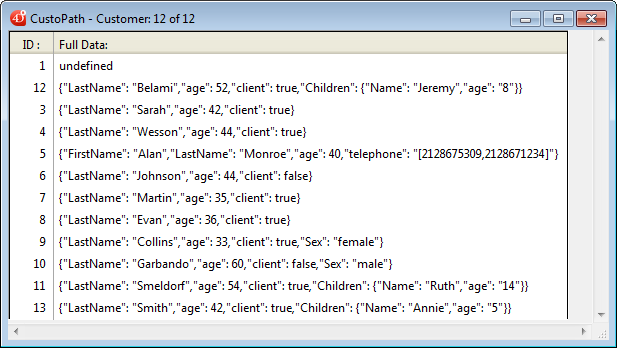 CustoPath - Customer: 12 of 12
ID : Full Data:
1 undefined
12 {"LastName": "Belami","age": 52,"client": true,"Children": {"Name": "Jeremy","age": "8"}}
3 {"LastName": "Sarah","age": 42,"client": true}
4 {"LastName": "Wesson","age": 44,"client": true}
5 {"FirstName": "Alan","LastName": "Monroe","age": 40,"telephone": "[2128675309,2128671234]"}
6 {"LastName": "Johnson","age": 44,"client": false}
7 {"LastName": "Martin","age": 35,"client": true}
8 {"LastName": "Evan","age": 36,"client": true}
9 {"LastName": "Collins","age": 33,"client": true,"Sex": "female"}
10 {"LastName": "Garbando","age": 60,"client": false,"Sex": "male"}
11 {"LastName": "Smeldorf","age": 54,"client": true,"Children": {"Name": "Ruth","age": "14"}}
13 {"LastName": "Smith","age": 42,"client": true,"Children": {"Name": "Annie","age": "5"}}